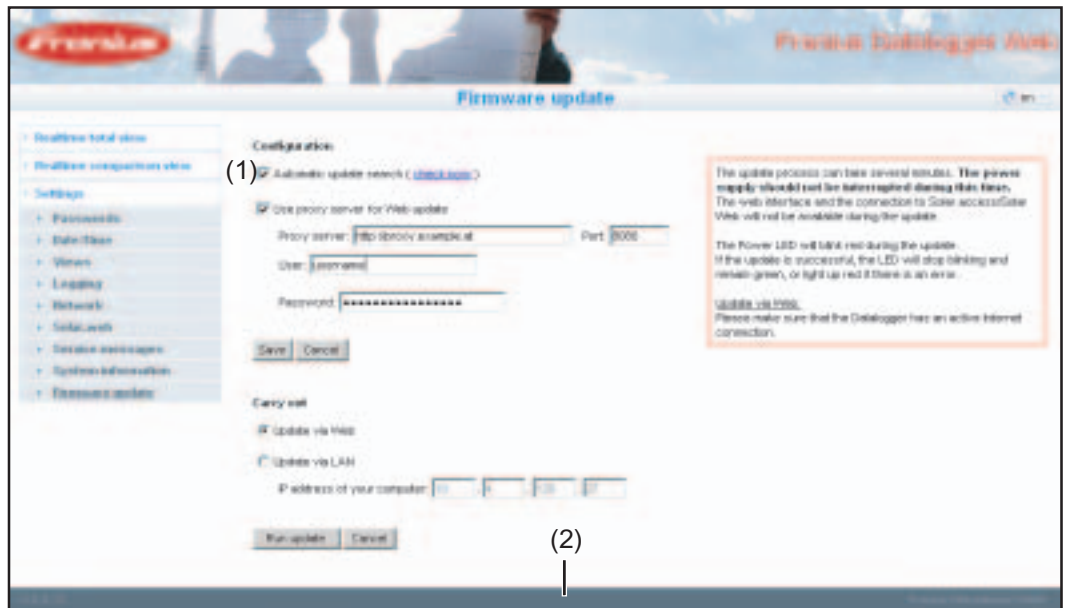 Fronius
Fronius Datalogger Web
Firmware update
en
Realtime total view
Realtime comparison view
Settings
Passwords
Date/Time
Views
Logging
Network
Solar.web
Service messages
System information
Firmware update
Configuration
(1)
Automatic update search ( check now )
Use proxy server for Web update
Proxy server: Port: 8080
User: username
Password: ****************
Save Cancel
Carry out
Update via Web
Update via LAN
IP address of your computer:
Run update Cancel
The update process can take several minutes. The power
supply should not be interrupted during this time.
The web interface and the connection to Solar.access/Solar
Web will not be available during the update.
The Power LED will blink red during the update.
If the update is successful, the LED will stop blinking and
remain green, or light up red if there is an error.
Update via Web:
Please make sure that the Datalogger has an active internet
connection.
(2)